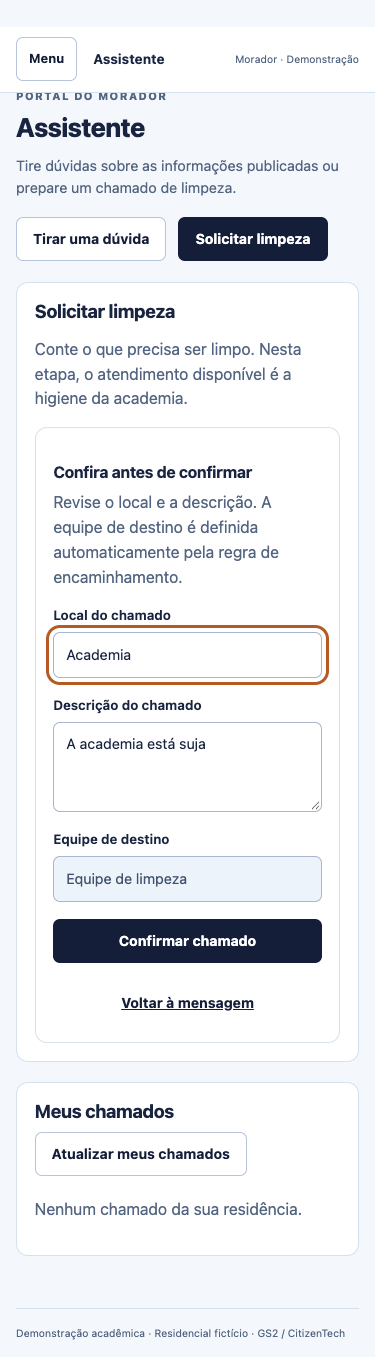 Menu
Assistente
Morador · Demonstração
PORTAL DO MORADOR
Assistente
Tire dúvidas sobre as informações publicadas ou
prepare um chamado de limpeza.
Tirar uma dúvida
Solicitar limpeza
Solicitar limpeza
Conte o que precisa ser limpo. Nesta
etapa, o atendimento disponível é a
higiene da academia.
Confira antes de confirmar
Revise o local e a descrição. A
equipe de destino é definida
automaticamente pela regra de
encaminhamento.
Local do chamado
Academia
Descrição do chamado
A academia está suja
Equipe de destino
Equipe de limpeza
Confirmar chamado
Voltar à mensagem
Meus chamados
Atualizar meus chamados
Nenhum chamado da sua residência.
Demonstração acadêmica · Residencial fictício · GS2 / CitizenTech